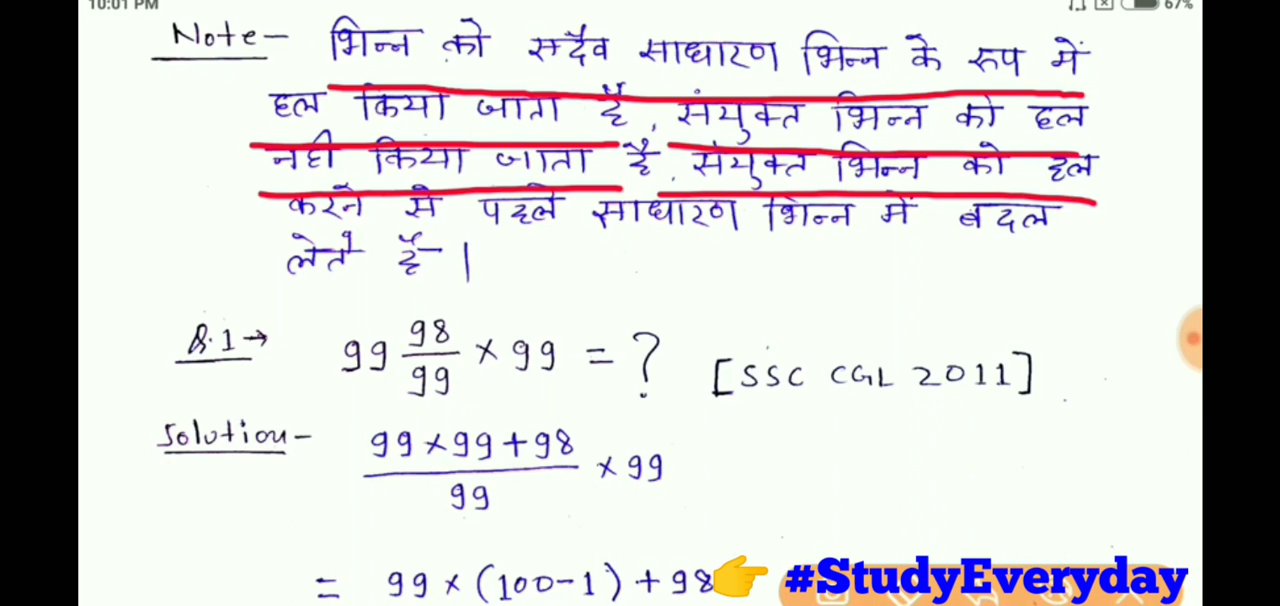 10:01 PM 67%
Note- भिन्न को सदैव साधारण भिन्न के रूप में
हल किया जाता है, संयुक्त भिन्न को हल
नही किया जाता है, संयुक्त भिन्न को हल
करने से पहले साधारण भिन्न में बदल
लेते हैं।
Q.1→ 99 98/99 × 99 = ? [SSC CGL 2011]
Solution- (99×99+98)/99 × 99
= 99×(100-1)+98
#StudyEveryday